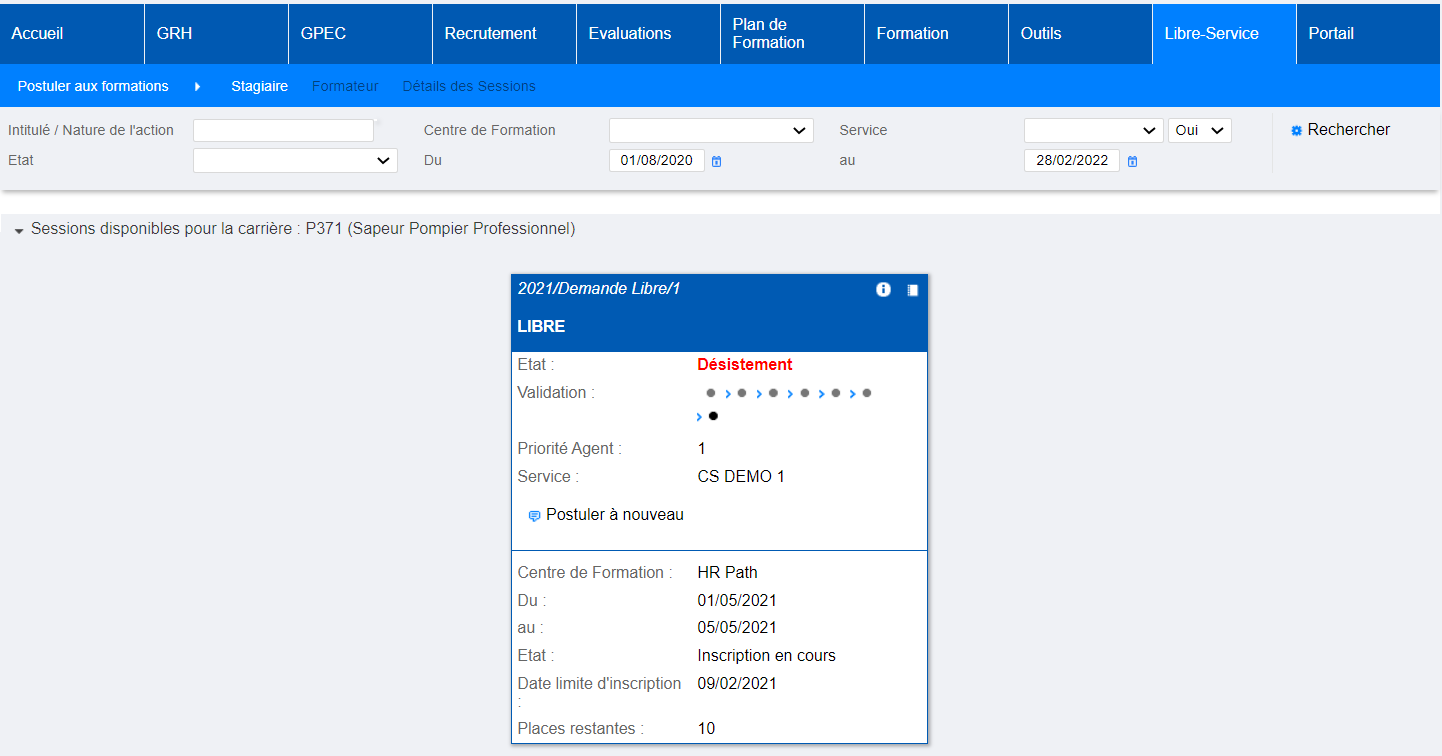 Accueil
GRH
GPEC
Recrutement
Evaluations
Plan de
Formation
Formation
Outils
Libre-Service
Portail
Postuler aux formations
Stagiaire
Formateur
Détails des Sessions
Intitulé / Nature de l'action
Centre de Formation
Service
Oui
Rechercher
Etat
Du
01/08/2020
au
28/02/2022
Sessions disponibles pour la carrière : P371 (Sapeur Pompier Professionnel)
2021/Demande Libre/1
LIBRE
Etat : Désistement
Validation :
Priorité Agent : 1
Service : CS DEMO 1
Postuler à nouveau
Centre de Formation : HR Path
Du : 01/05/2021
au : 05/05/2021
Etat : Inscription en cours
Date limite d'inscription 09/02/2021
:
Places restantes : 10